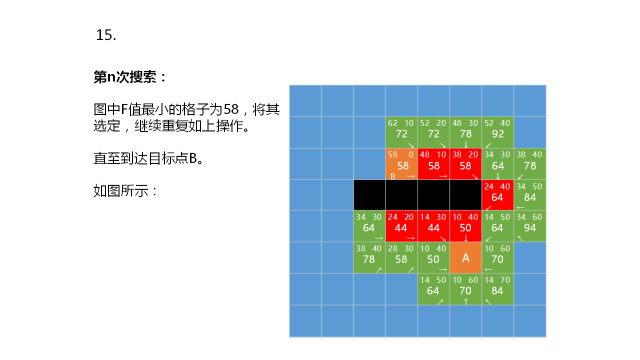 15.
第n次搜索：
图中F值最小的格子为58，将其
选定，继续重复如上操作。
直至到达目标点B。
如图所示：
62 10 52 20 48 30 52 40
72 72 78 92
58 0 48 10 38 20 34 30 38 40
58 58 58 64 78
B
24 40 34 50
64 84
34 30 24 20 14 30 10 40 14 50 34 60
64 44 44 50 64 94
38 40 28 30 10 40 10 60
78 58 50 A 70
14 50 10 60 14 70
64 70 84